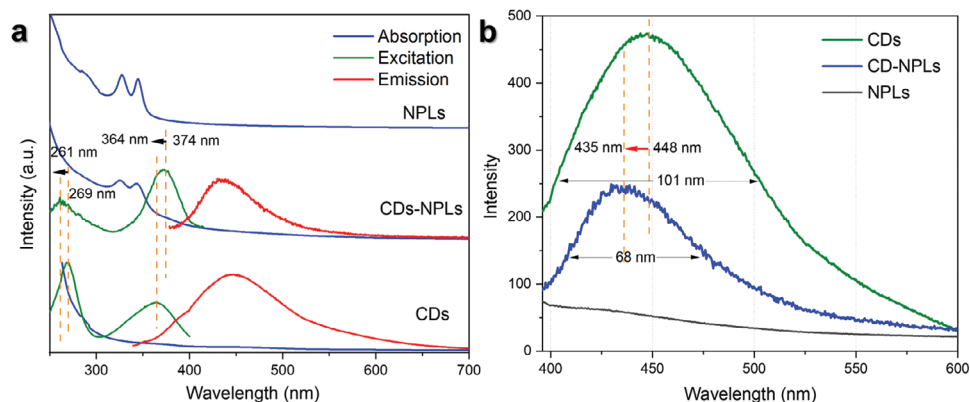 a
Intensity (a.u.)
Absorption
Excitation
Emission
NPLs
364 nm
374 nm
261 nm
269 nm
CDs-NPLs
CDs
300
400
500
600
700
Wavelength (nm)
b
Intensity
500
400
300
200
100
0
CDs
CD-NPLs
NPLs
435 nm
448 nm
101 nm
68 nm
400
450
500
550
600
Wavelength (nm)